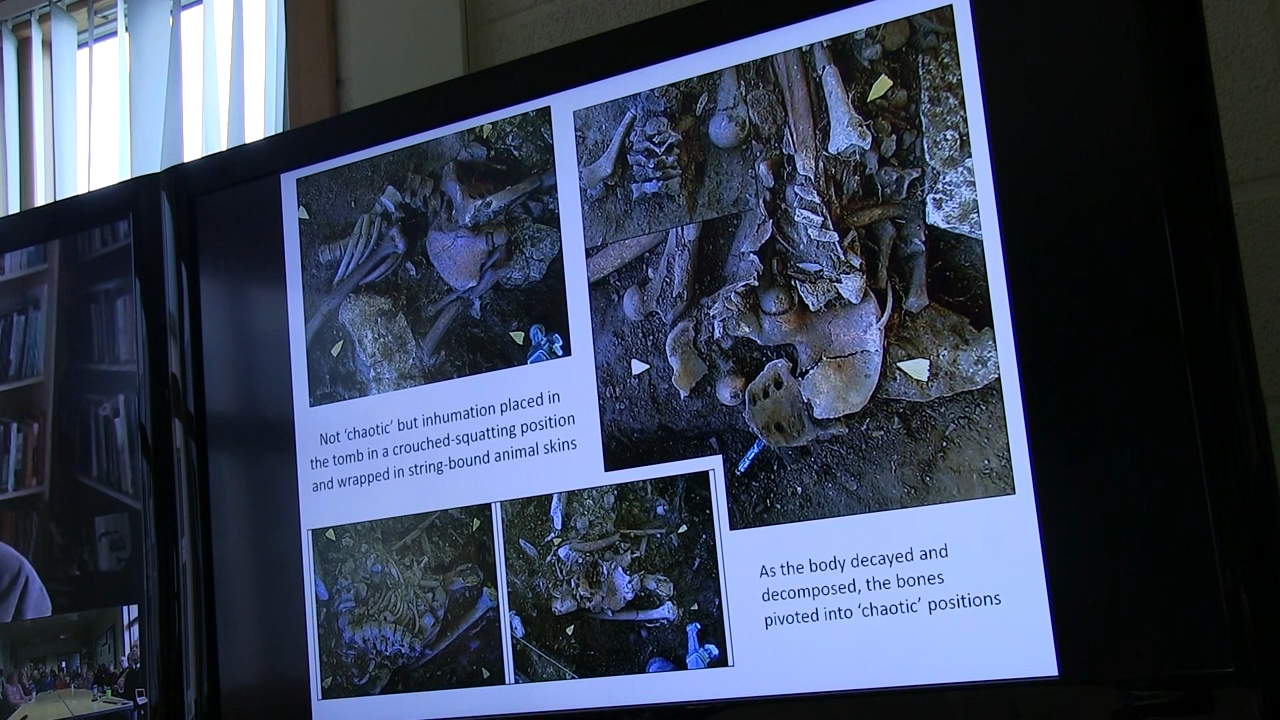 Not ‘chaotic’ but inhumation placed in
the tomb in a crouched-squatting position
and wrapped in string-bound animal skins
As the body decayed and
decomposed, the bones
pivoted into ‘chaotic’ positions